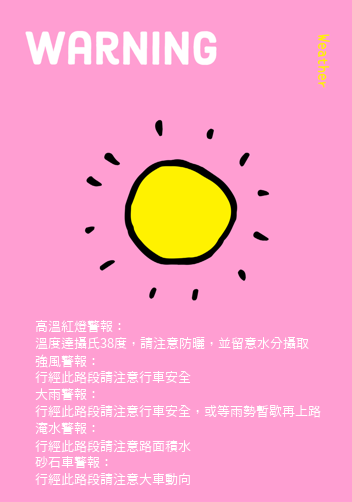 WARNING
Weather
高溫紅燈警報：
溫度達攝氏38度，請注意防曬，並留意水分攝取
強風警報：
行經此路段請注意行車安全
大雨警報：
行經此路段請注意行車安全，或等雨勢暫歇再上路
淹水警報：
行經此路段請注意路面積水
砂石車警報：
行經此路段請注意大車動向